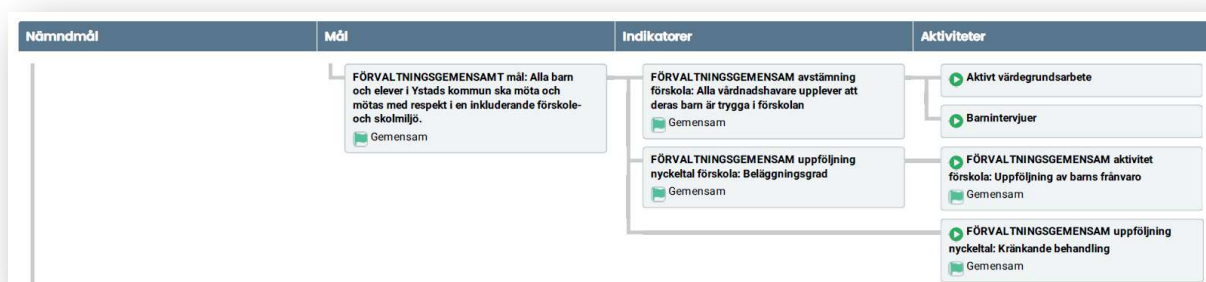 Nämndmål
Mål
Indikatorer
Aktiviteter
FÖRVALTNINGSGEMENSAMT mål: Alla barn
och elever i Ystads kommun ska möta och
mötas med respekt i en inkluderande förskole-
och skolmiljö.
Gemensam
FÖRVALTNINGSGEMENSAM avstämning
förskola: Alla vårdnadshavare upplever att
deras barn är trygga i förskolan
Gemensam
FÖRVALTNINGSGEMENSAM uppföljning
nyckeltal förskola: Beläggningsgrad
Gemensam
Aktivt värdegrundsarbete
Barnintervjuer
FÖRVALTNINGSGEMENSAM aktivitet
förskola: Uppföljning av barns frånvaro
Gemensam
FÖRVALTNINGSGEMENSAM uppföljning
nyckeltal: Kränkande behandling
Gemensam